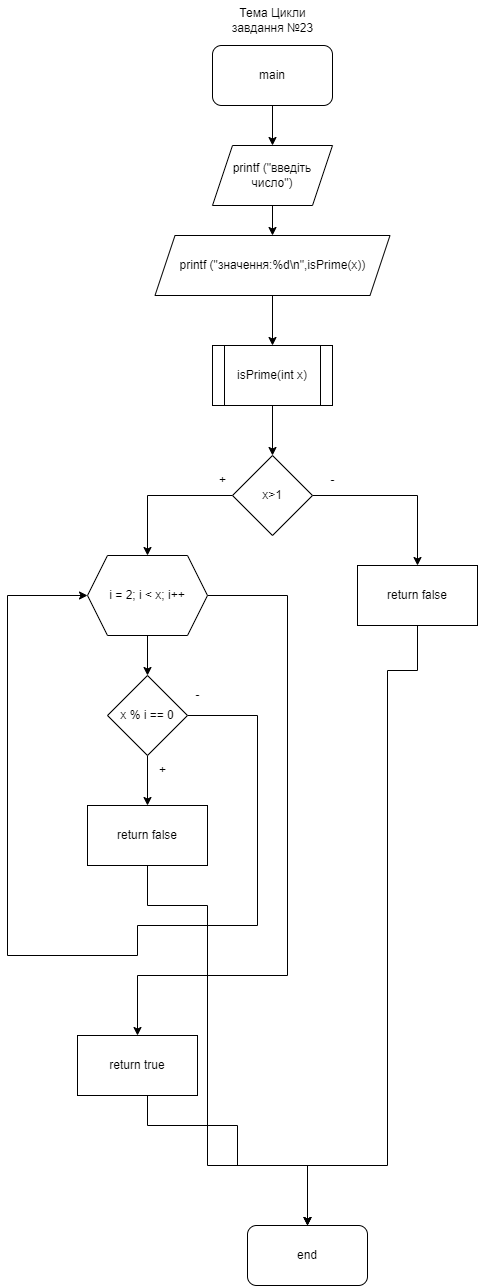 Тема Цикли
завдання №23
main
printf ("введіть
число")
printf ("значення:%d\n",isPrime(x))
isPrime(int x)
+
-
x>1
i = 2; i < x; i++
return false
-
x % i == 0
+
return false
return true
end